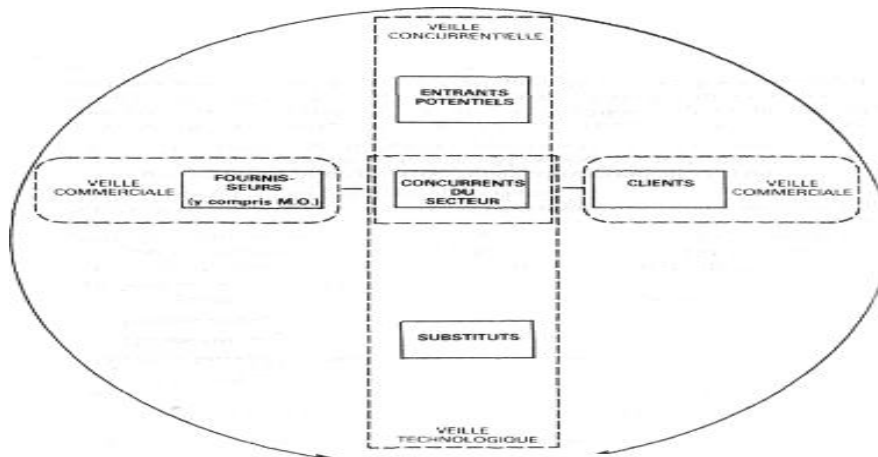 VEILLE
CONCURRENTIELLE
ENTRANTS
POTENTIELS
VEILLE
COMMERCIALE
FOURNIS-
SEURS
(y compris M.O.)
CONCURRENTS
DU
SECTEUR
CLIENTS
VEILLE
COMMERCIALE
SUBSTITUTS
VEILLE
TECHNOLOGIQUE